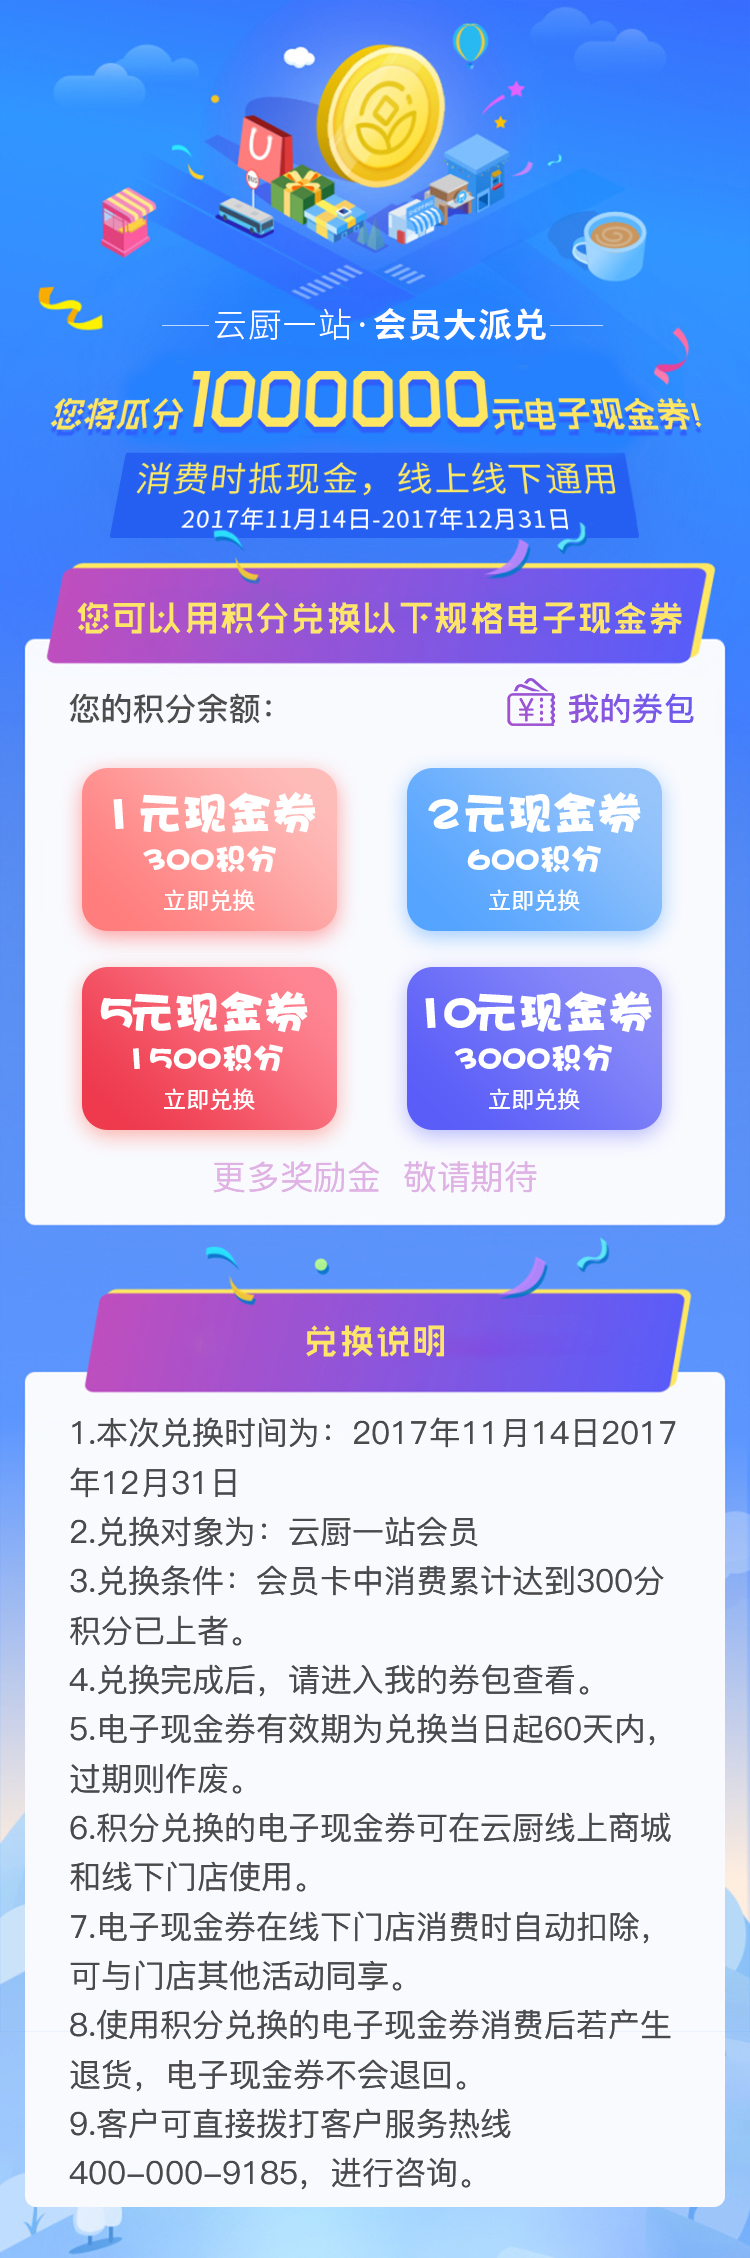 云厨一站·会员大派兑
您将瓜分1000000元电子现金券!
消费时抵现金，线上线下通用
2017年11月14日-2017年12月31日
您可以用积分兑换以下规格电子现金券
您的积分余额：
我的券包
1元现金券
300积分
立即兑换
2元现金券
600积分
立即兑换
5元现金券
1500积分
立即兑换
10元现金券
3000积分
立即兑换
更多奖励金 敬请期待
兑换说明
1.本次兑换时间为：2017年11月14日2017
年12月31日
2.兑换对象为：云厨一站会员
3.兑换条件：会员卡中消费累计达到300分
积分已上者。
4.兑换完成后，请进入我的券包查看。
5.电子现金券有效期为兑换当日起60天内，
过期则作废。
6.积分兑换的电子现金券可在云厨线上商城
和线下门店使用。
7.电子现金券在线下门店消费时自动扣除，
可与门店其他活动同享。
8.使用积分兑换的电子现金券消费后若产生
退货，电子现金券不会退回。
9.客户可直接拨打客户服务热线
400-000-9185，进行咨询。